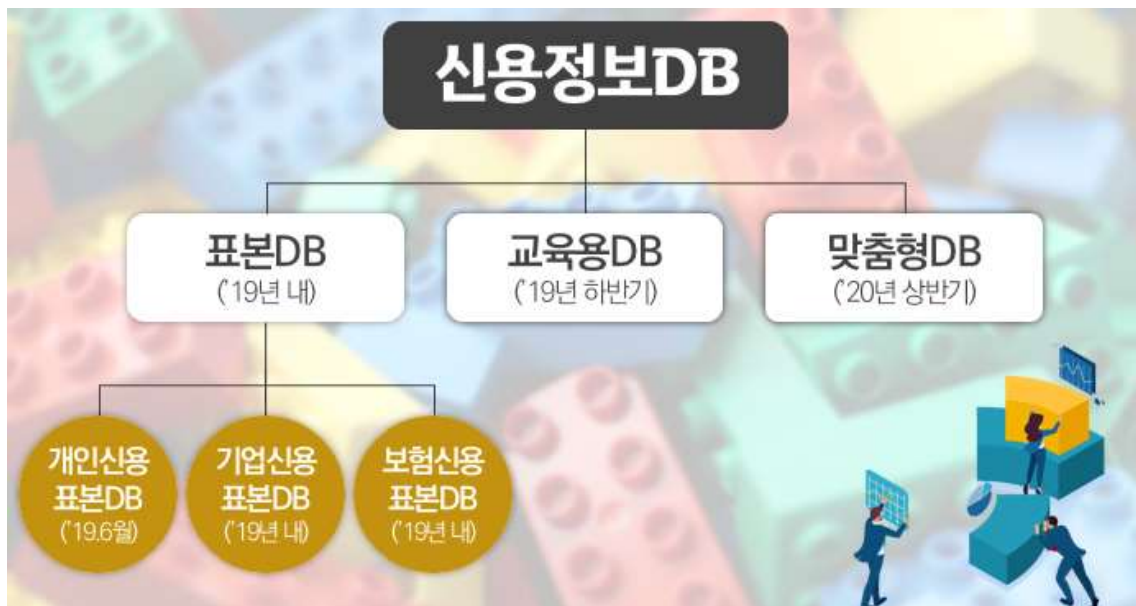 신용정보DB
표본DB
('19년 내)
교육용DB
('19년 하반기)
맞춤형DB
('20년 상반기)
개인신용
표본DB
('19.6월)
기업신용
표본DB
('19년 내)
보험신용
표본DB
('19년 내)